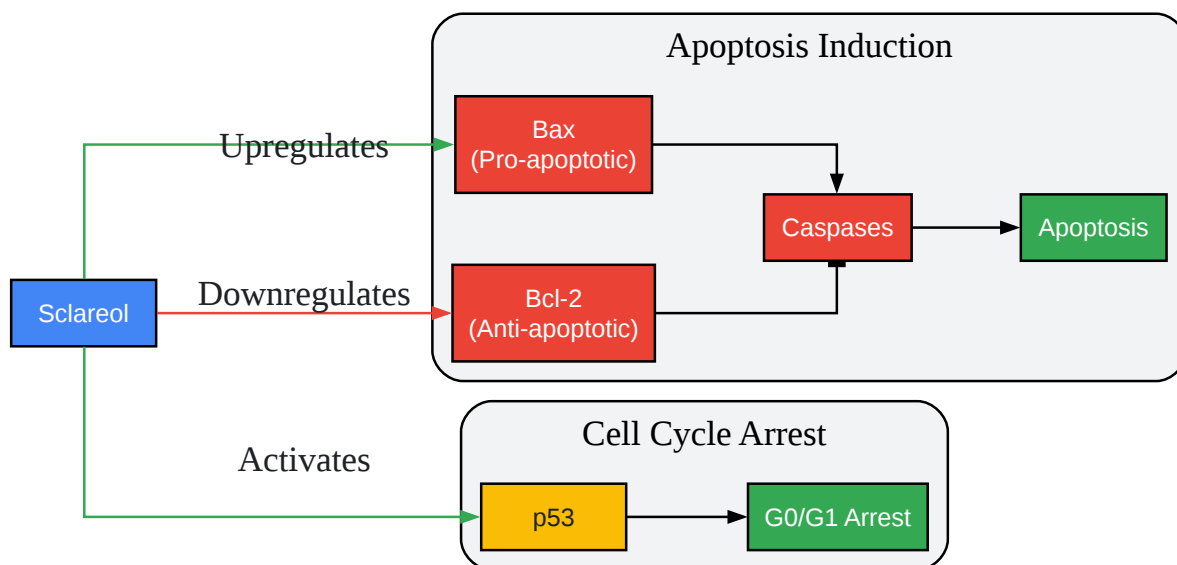 Apoptosis Induction
Upregulates
Bax
(Pro-apoptotic)
Caspases
Apoptosis
Sclareol
Downregulates
Bcl-2
(Anti-apoptotic)
Cell Cycle Arrest
Activates
p53
G0/G1 Arrest